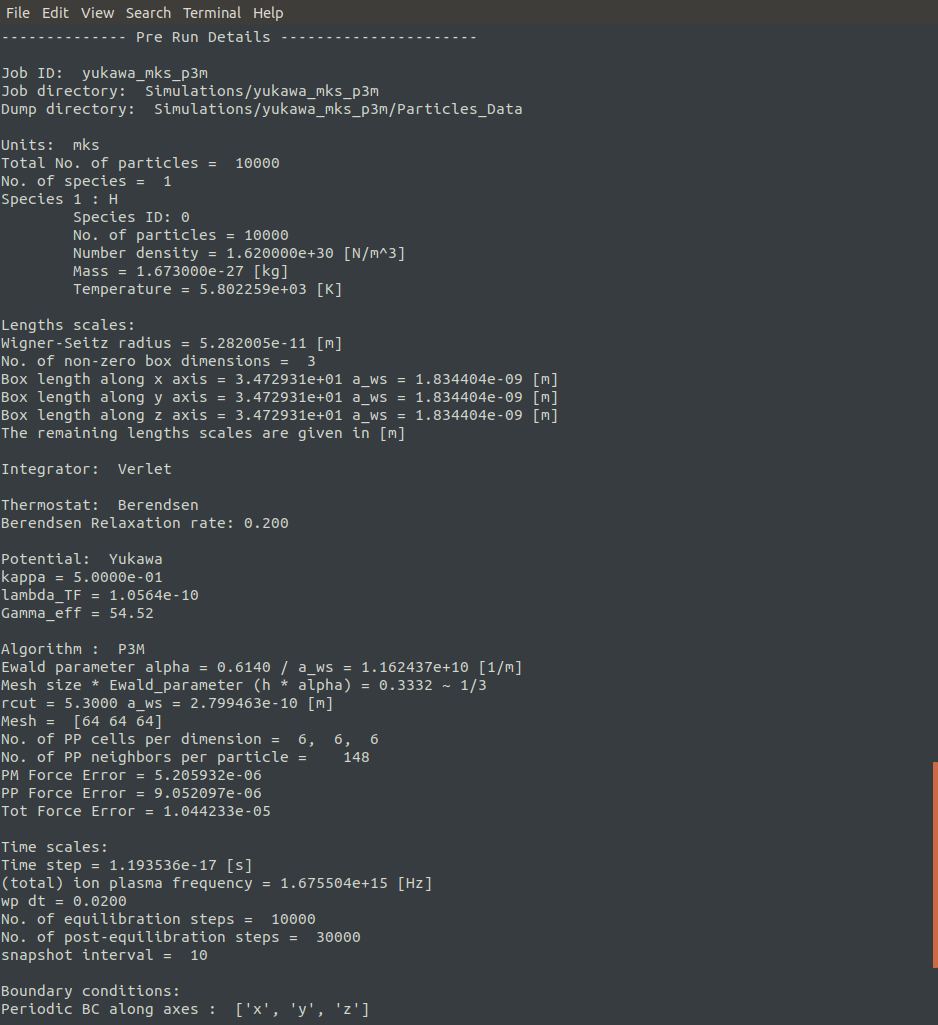 File Edit View Search Terminal Help
-------------- Pre Run Details ----------------------
Job ID:  yukawa_mks_p3m
Job directory:  Simulations/yukawa_mks_p3m
Dump directory:  Simulations/yukawa_mks_p3m/Particles_Data
Units:  mks
Total No. of particles =  10000
No. of species =  1
Species 1 : H
        Species ID: 0
        No. of particles = 10000
        Number density = 1.620000e+30 [N/m^3]
        Mass = 1.673000e-27 [kg]
        Temperature = 5.802259e+03 [K]
Lengths scales:
Wigner-Seitz radius = 5.282005e-11 [m]
No. of non-zero box dimensions =  3
Box length along x axis = 3.472931e+01 a_ws = 1.834404e-09 [m]
Box length along y axis = 3.472931e+01 a_ws = 1.834404e-09 [m]
Box length along z axis = 3.472931e+01 a_ws = 1.834404e-09 [m]
The remaining lengths scales are given in [m]
Integrator:  Verlet
Thermostat:  Berendsen
Berendsen Relaxation rate: 0.200
Potential:  Yukawa
kappa = 5.0000e-01
lambda_TF = 1.0564e-10
Gamma_eff = 54.52
Algorithm :  P3M
Ewald parameter alpha = 0.6140 / a_ws = 1.162437e+10 [1/m]
Mesh size * Ewald_parameter (h * alpha) = 0.3332 ~ 1/3
rcut = 5.3000 a_ws = 2.799463e-10 [m]
Mesh =  [64 64 64]
No. of PP cells per dimension =  6,  6,  6
No. of PP neighbors per particle =    148
PM Force Error = 5.205932e-06
PP Force Error = 9.052097e-06
Tot Force Error = 1.044233e-05
Time scales:
Time step = 1.193536e-17 [s]
(total) ion plasma frequency = 1.675504e+15 [Hz]
wp dt = 0.0200
No. of equilibration steps =  10000
No. of post-equilibration steps =  30000
snapshot interval =  10
Boundary conditions:
Periodic BC along axes :  ['x', 'y', 'z']